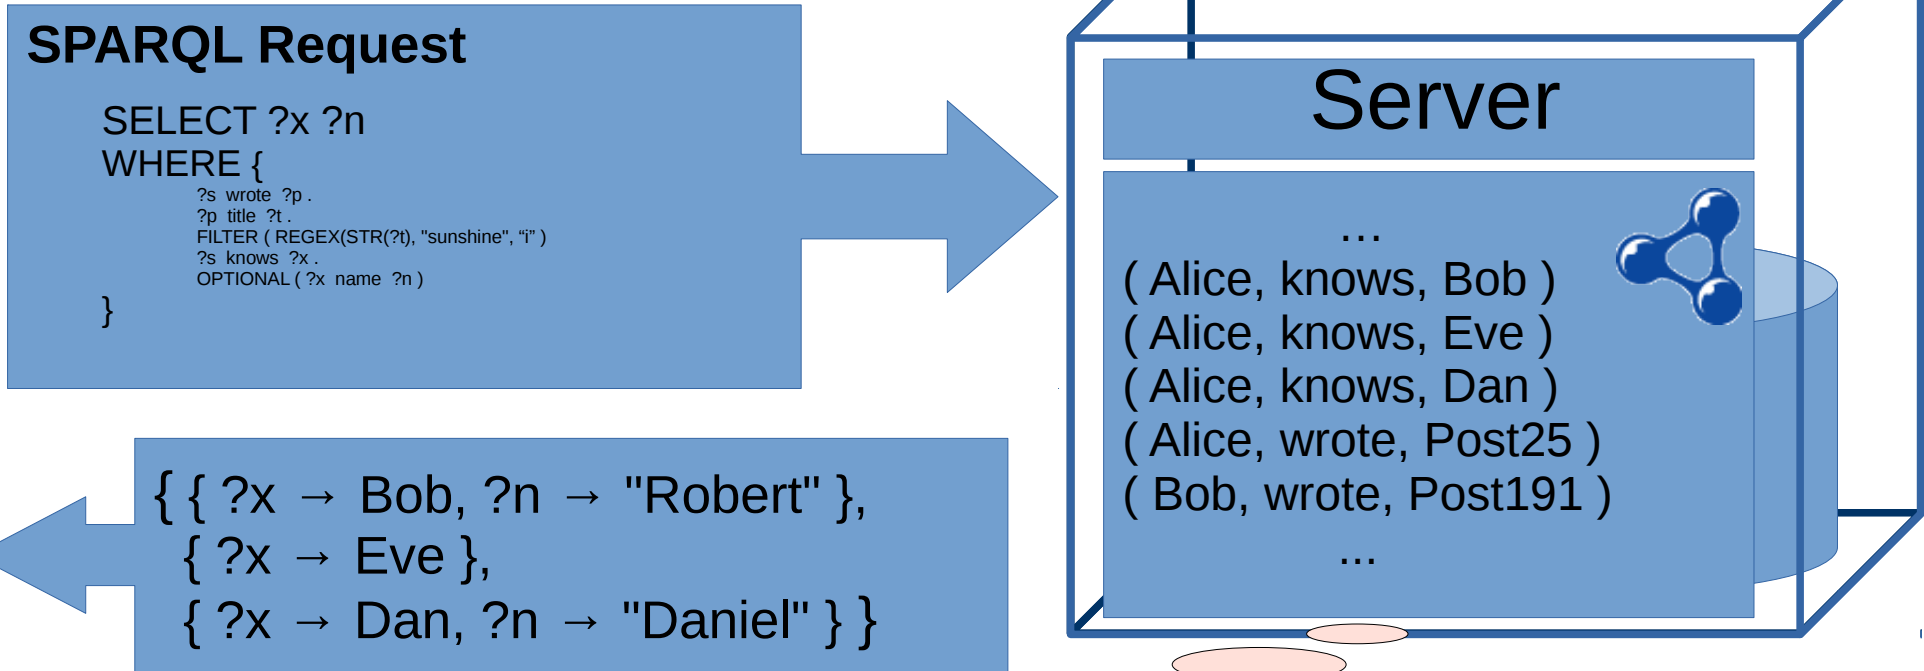 SPARQL Request
SELECT ?x ?n
WHERE {
?s wrote ?p .
?p title ?t .
FILTER ( REGEX(STR(?t), "sunshine", “i” )
?s knows ?x .
OPTIONAL ( ?x name ?n )
}
{ { ?x → Bob, ?n → "Robert" },
{ ?x → Eve },
{ ?x → Dan, ?n → "Daniel" } }
Server
...
( Alice, knows, Bob )
( Alice, knows, Eve )
( Alice, knows, Dan )
( Alice, wrote, Post25 )
( Bob, wrote, Post191 )
...